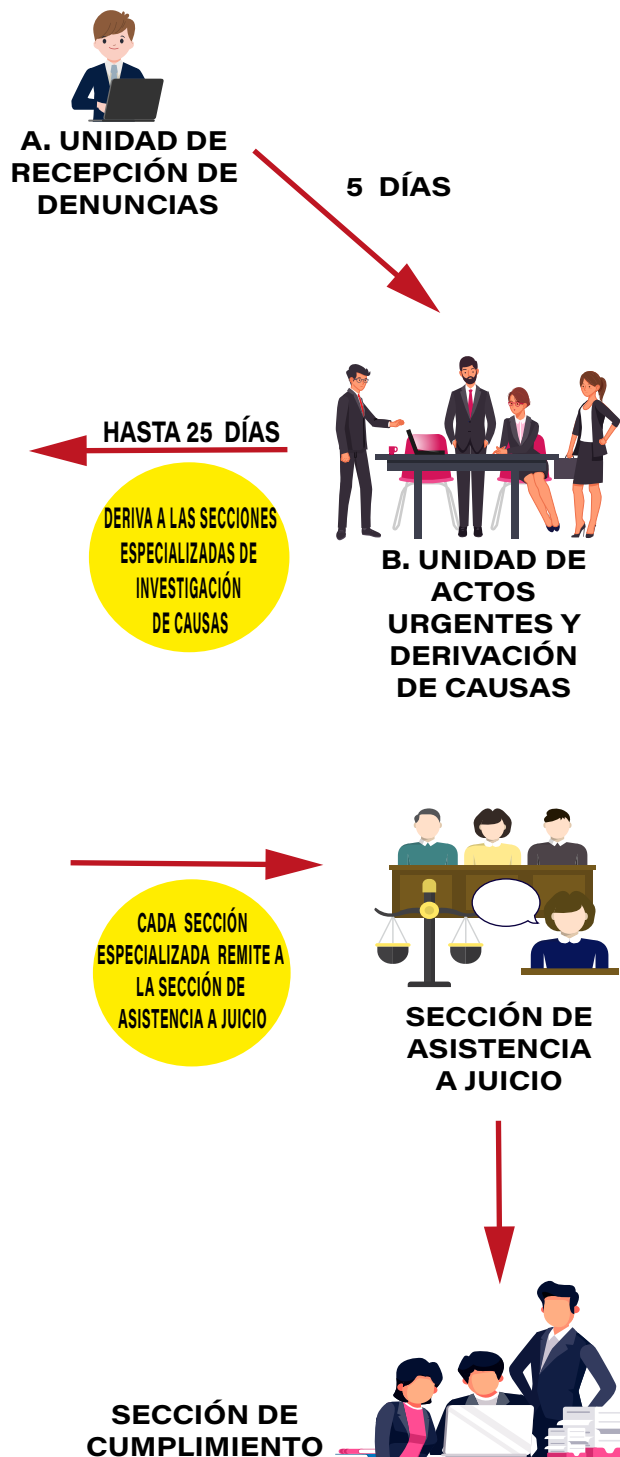 A. UNIDAD DE
RECEPCIÓN DE
DENUNCIAS
5 DÍAS
HASTA 25 DÍAS
DERIVA A LAS SECCIONES
ESPECIALIZADAS DE
INVESTIGACIÓN
DE CAUSAS
B. UNIDAD DE
ACTOS
URGENTES Y
DERIVACIÓN
DE CAUSAS
CADA SECCIÓN
ESPECIALIZADA REMITE A
LA SECCIÓN DE
ASISTENCIA A JUICIO
SECCIÓN DE
ASISTENCIA
A JUICIO
SECCIÓN DE
CUMPLIMIENTO